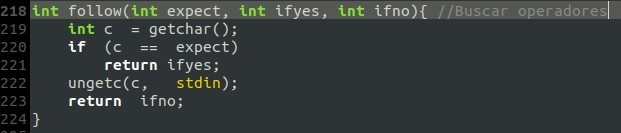 218 int follow(int expect, int ifyes, int ifno){ //Buscar operadores
219     int c  = getchar();
220     if  (c  ==  expect)
221         return ifyes;
222     ungetc(c,   stdin);
223     return  ifno;
224 }